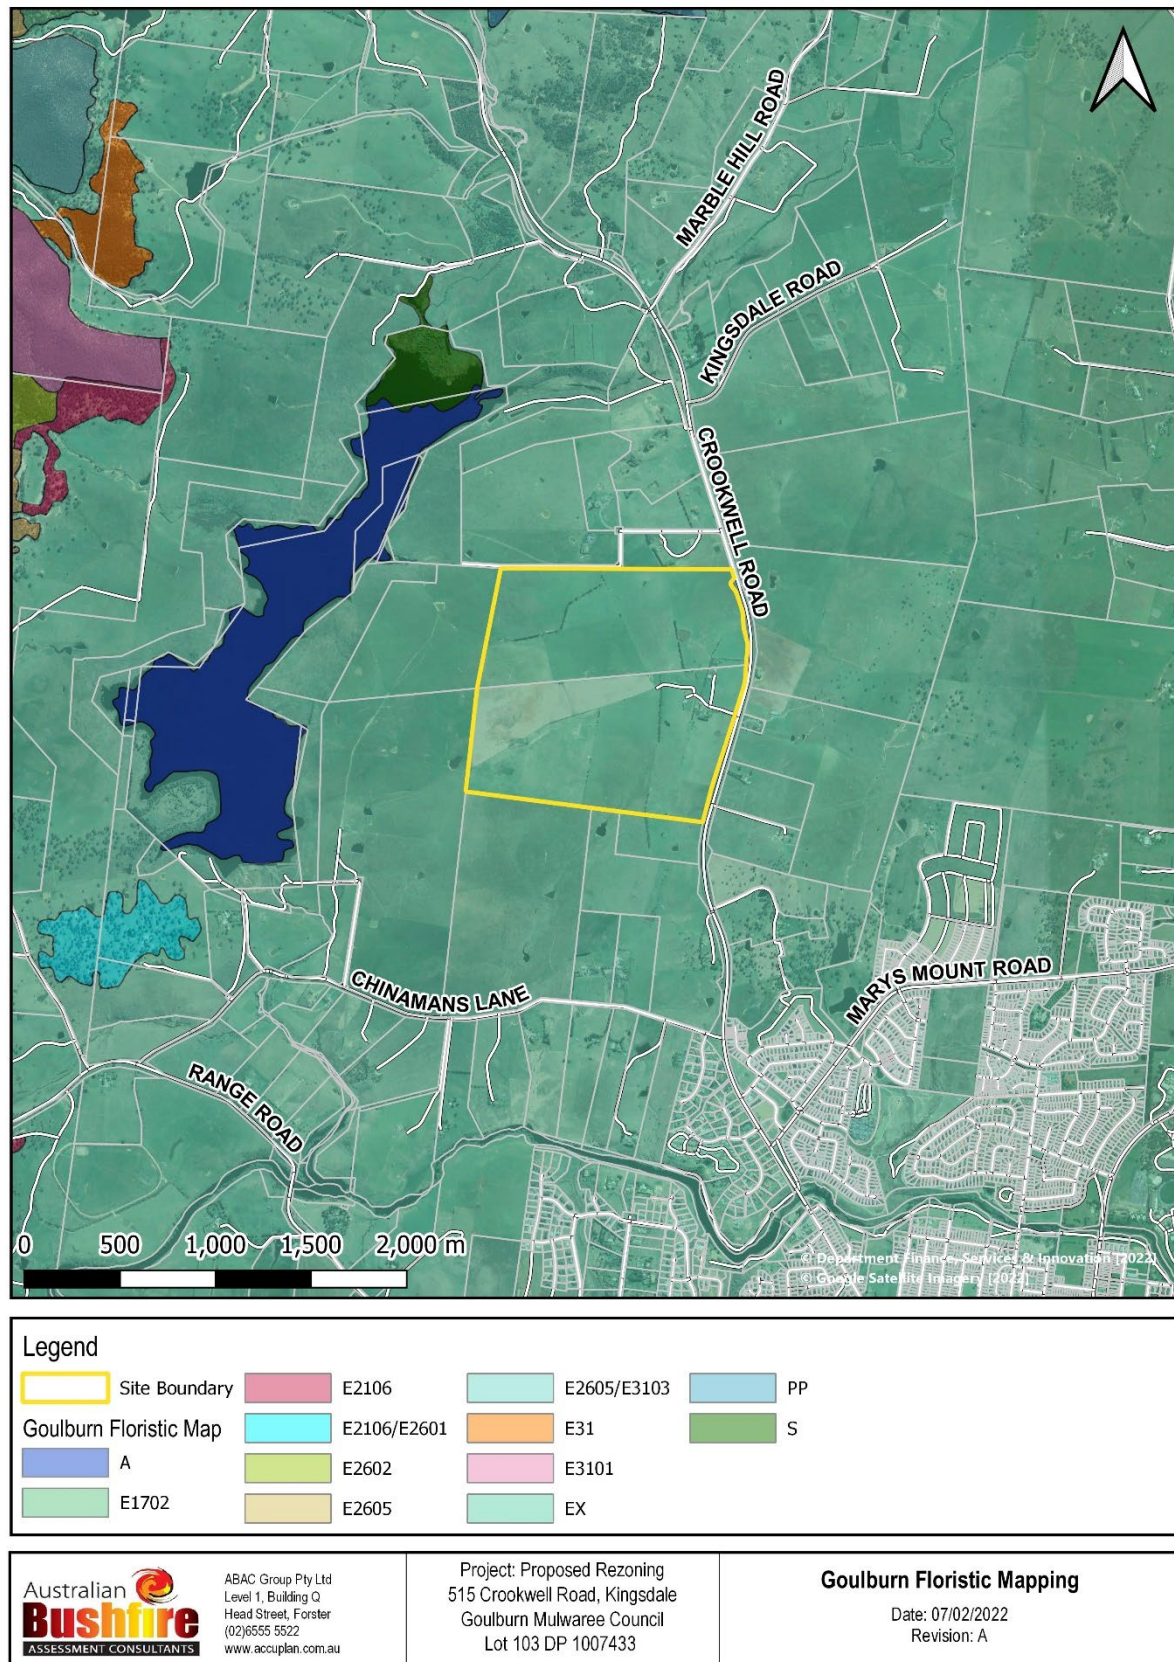 MARBLE HILL ROAD
KINGSDALE ROAD
CROOKWELL ROAD
MARYS MOUNT ROAD
CHINAMANS LANE
RANGE ROAD
0 500 1,000 1,500 2,000 m
© Department Finance, Services & Innovation [2022]
© Google Satellite Imagery [2022]
Legend
Site Boundary
Goulburn Floristic Map
A
E1702
E2106
E2106/E2601
E2602
E2605
E2605/E3103
E31
E3101
EX
PP
S
Australian
Bushfire
ASSESSMENT CONSULTANTS
ABAC Group Pty Ltd
Level 1, Building Q
Head Street, Forster
(02)6555 5522
www.accuplan.com.au
Project: Proposed Rezoning
515 Crookwell Road, Kingsdale
Goulburn Mulwaree Council
Lot 103 DP 1007433
Goulburn Floristic Mapping
Date: 07/02/2022
Revision: A